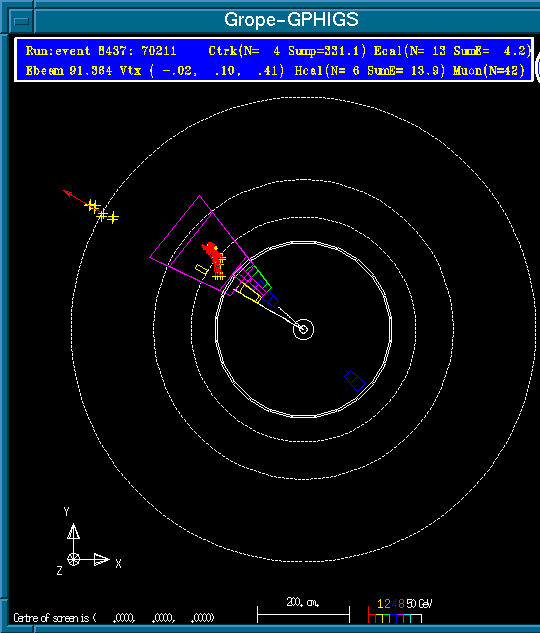 Grope-GPHIGS
Run:event 8437: 70211 Ctrk(N= 4 Sump=331.1) Ecal(N= 13 SumE= 4.2)
Ebeam 91.364 Vtx ( -.02, .10, .41) Hcal(N= 6 SumE= 13.9) Muon(N=42)
Y
X
Z
200. cm.
1 2 4 8 50 GeV
Centre of screen is ( .0000, .0000, .0000)